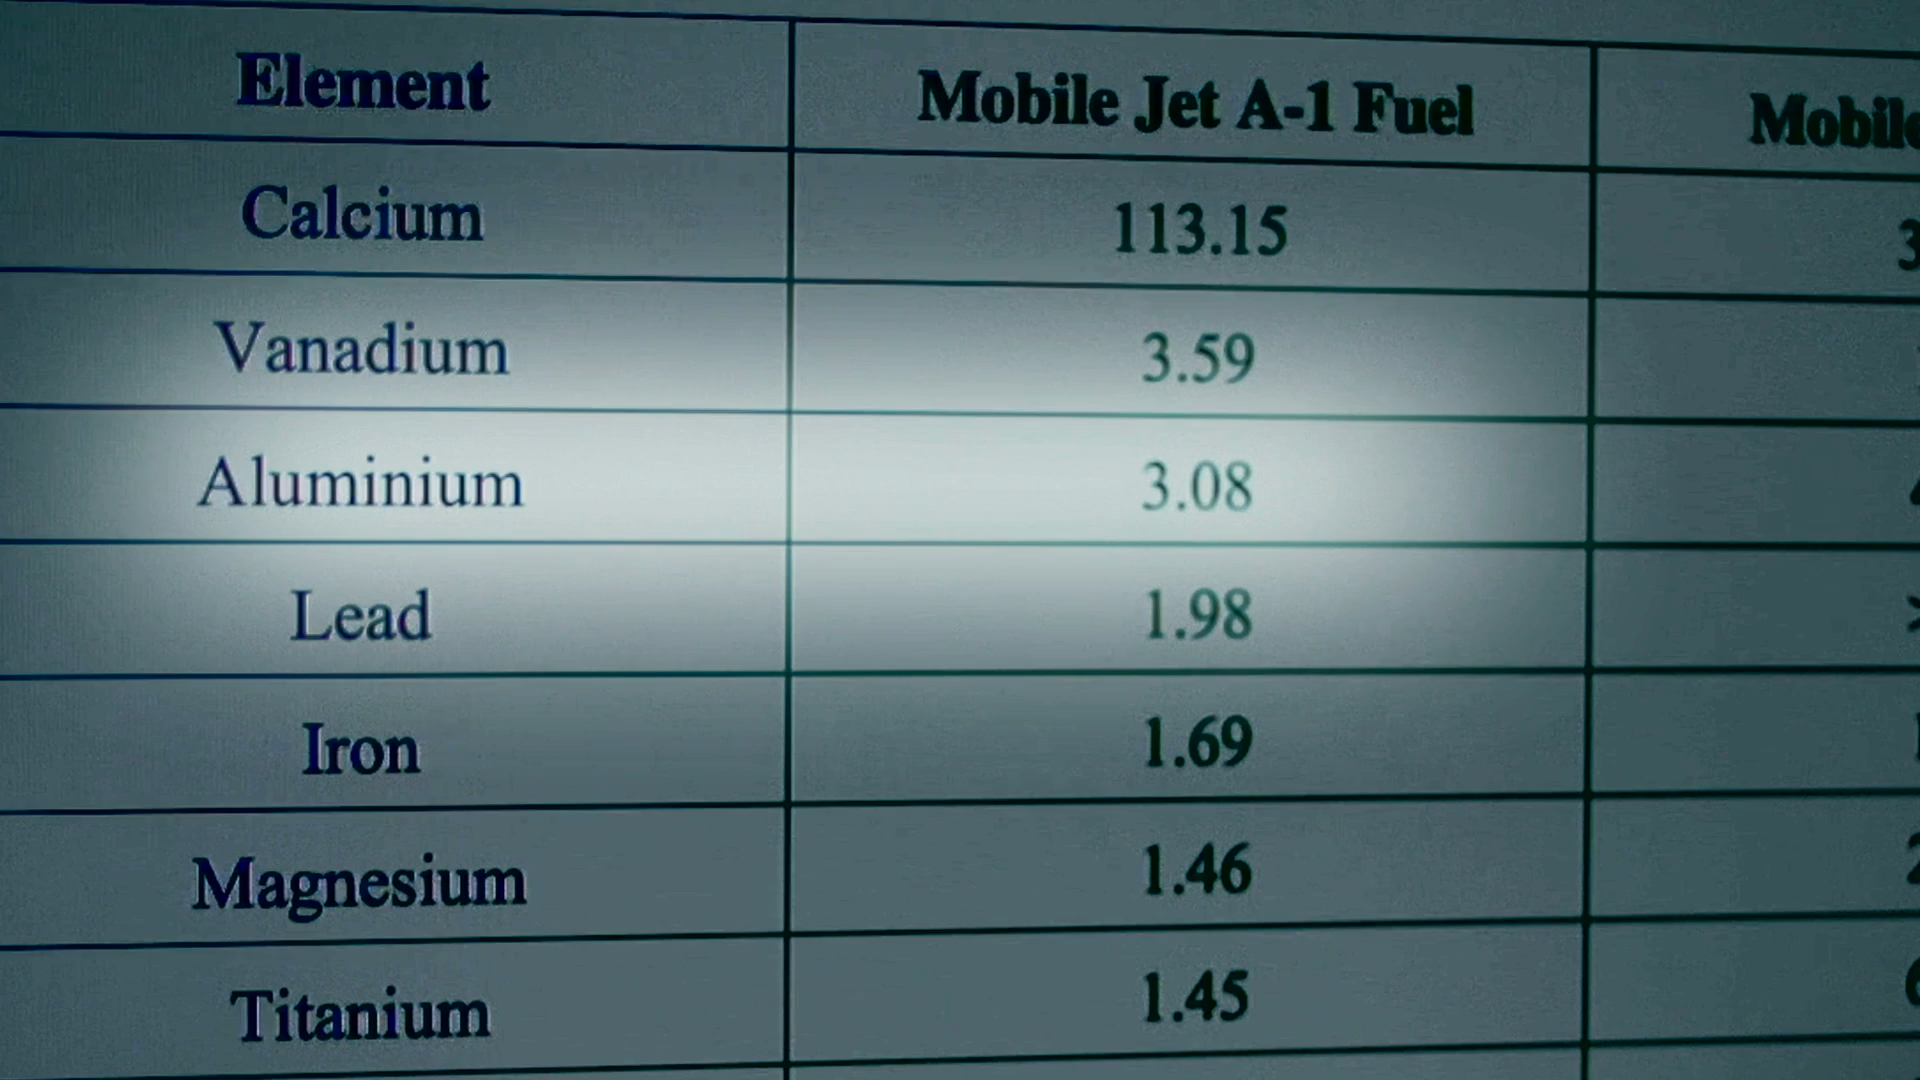 Element Mobile Jet A-1 Fuel
Calcium 113.15
Vanadium 3.59
Aluminium 3.08
Lead 1.98
Iron 1.69
Magnesium 1.46
Titanium 1.45